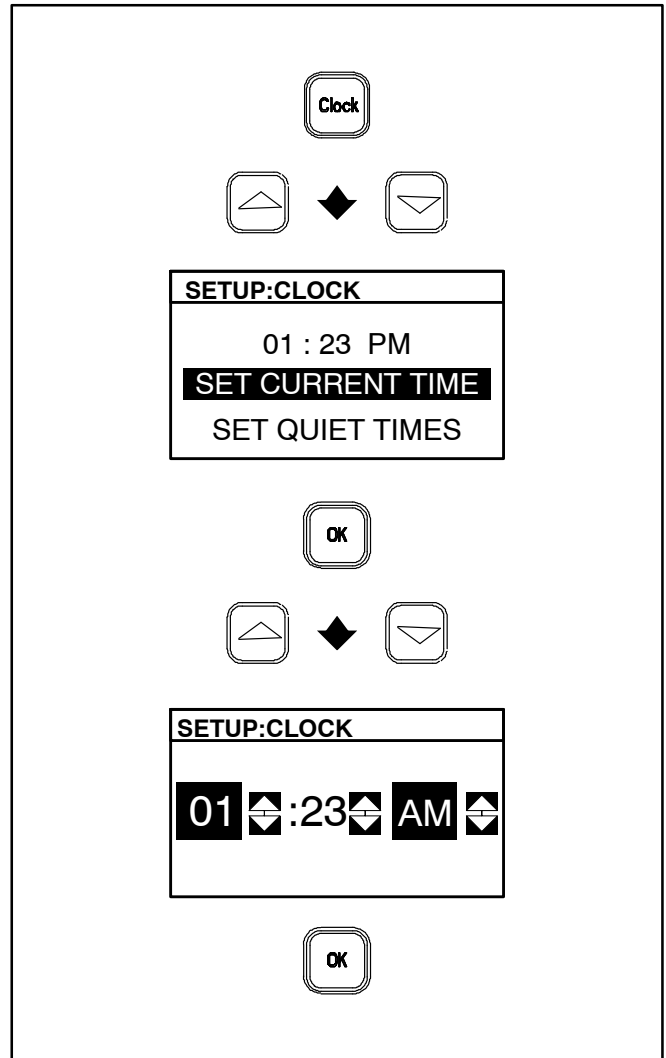 Clock
SETUP:CLOCK
01 : 23 PM
SET CURRENT TIME
SET QUIET TIMES
OK
SETUP:CLOCK
01 :23 AM
OK